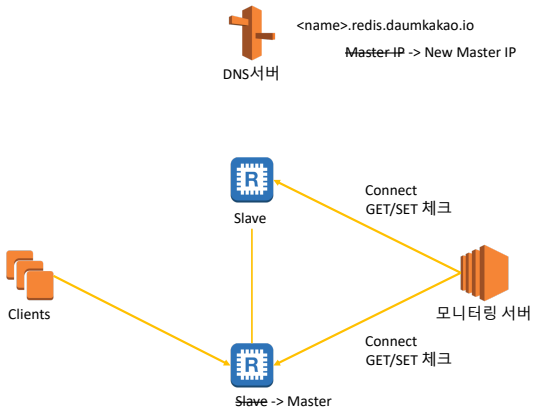 <name>.redis.daumkakao.io
Master IP -> New Master IP
DNS서버
R
Slave
Connect
GET/SET 체크
Clients
모니터링 서버
Connect
GET/SET 체크
R
Slave -> Master